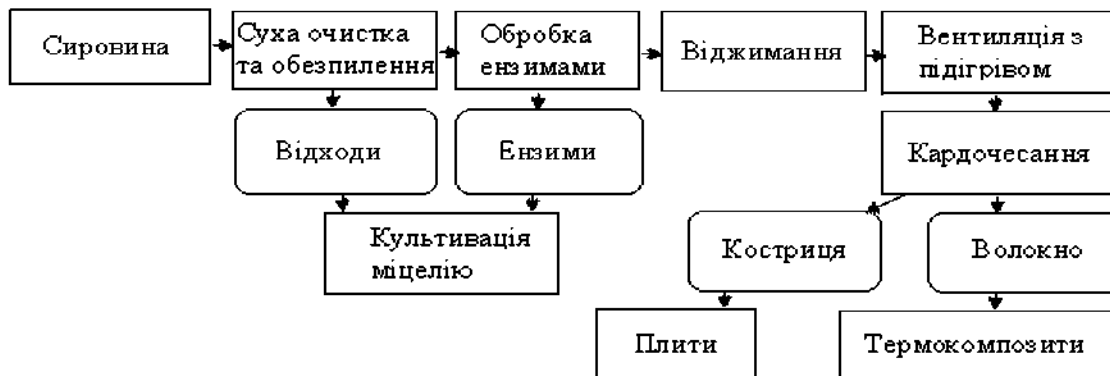 Сировина
Суха очистка
та обезпилення
Обробка
ензимами
Віджимання
Вентиляція з
підігрівом
Відходи
Ензими
Кардочесання
Культивація
міцелію
Костриця
Волокно
Плити
Термокомпозити